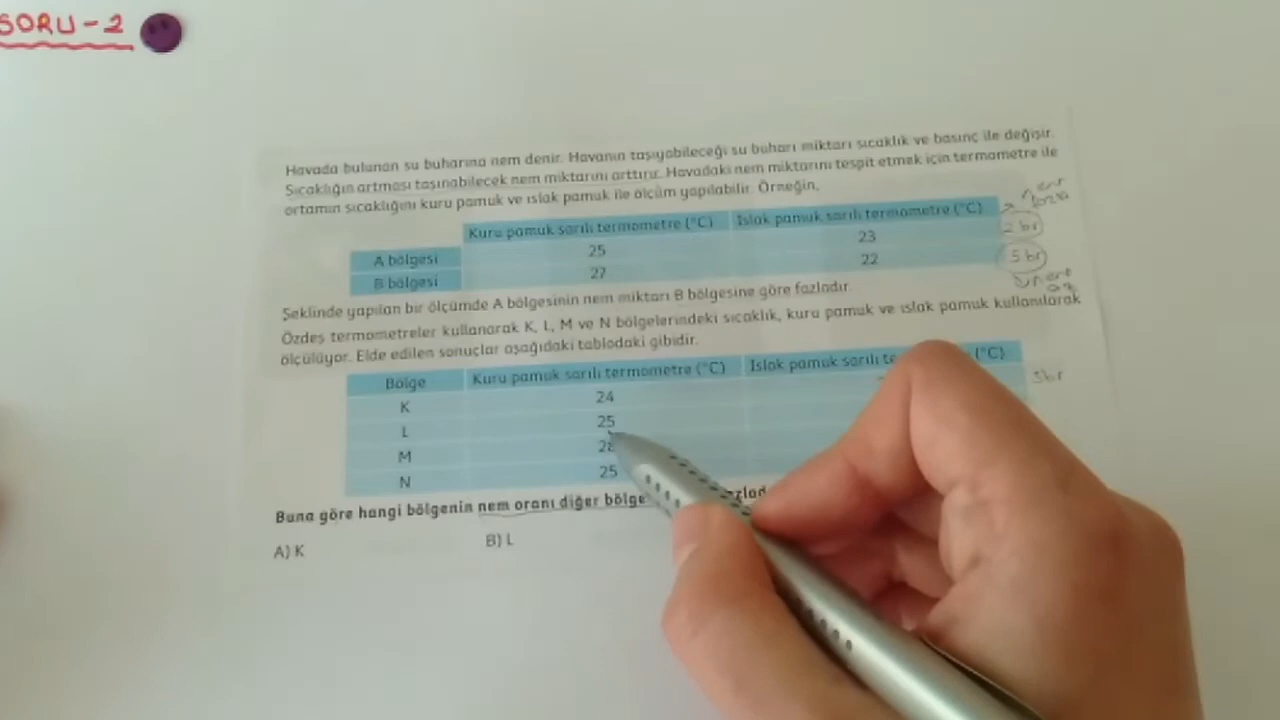 SORU - 2
Havada bulunan su buharına nem denir. Havanın taşıyabileceği su buharı miktarı sıcaklık ve basınç ile değişir.
Sıcaklığın artması taşınabilecek nem miktarını arttırır. Havadaki nem miktarını tespit etmek için termometre ile
ortamın sıcaklığını kuru pamuk ve ıslak pamuk ile ölçüm yapılabilir. Örneğin,
nem
fazla
Kuru pamuk sarılı termometre (°C) Islak pamuk sarılı termometre (°C)
A bölgesi 25 23 2 br
B bölgesi 27 22 5 br
nem
az
Şeklinde yapılan bir ölçümde A bölgesinin nem miktarı B bölgesine göre fazladır.
Özdeş termometreler kullanarak K, L, M ve N bölgelerindeki sıcaklık, kuru pamuk ve ıslak pamuk kullanılarak
ölçülüyor. Elde edilen sonuçlar aşağıdaki tablodaki gibidir.
Bölge Kuru pamuk sarılı termometre (°C) Islak pamuk sarılı (°C)
K 24
L 25
M
N 25
Buna göre hangi bölgenin nem oranı diğer
A) K B) L